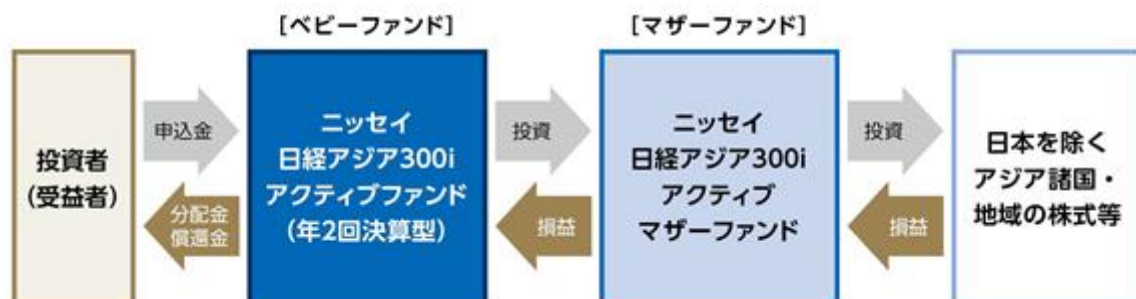 [ベビーファンド]
[マザーファンド]
投資者
(受益者)
申込金
分配金
償還金
ニッセイ
日経アジア300i
アクティブファンド
(年2回決算型)
投資
損益
ニッセイ
日経アジア300i
アクティブ
マザーファンド
投資
損益
日本を除く
アジア諸国・
地域の株式等